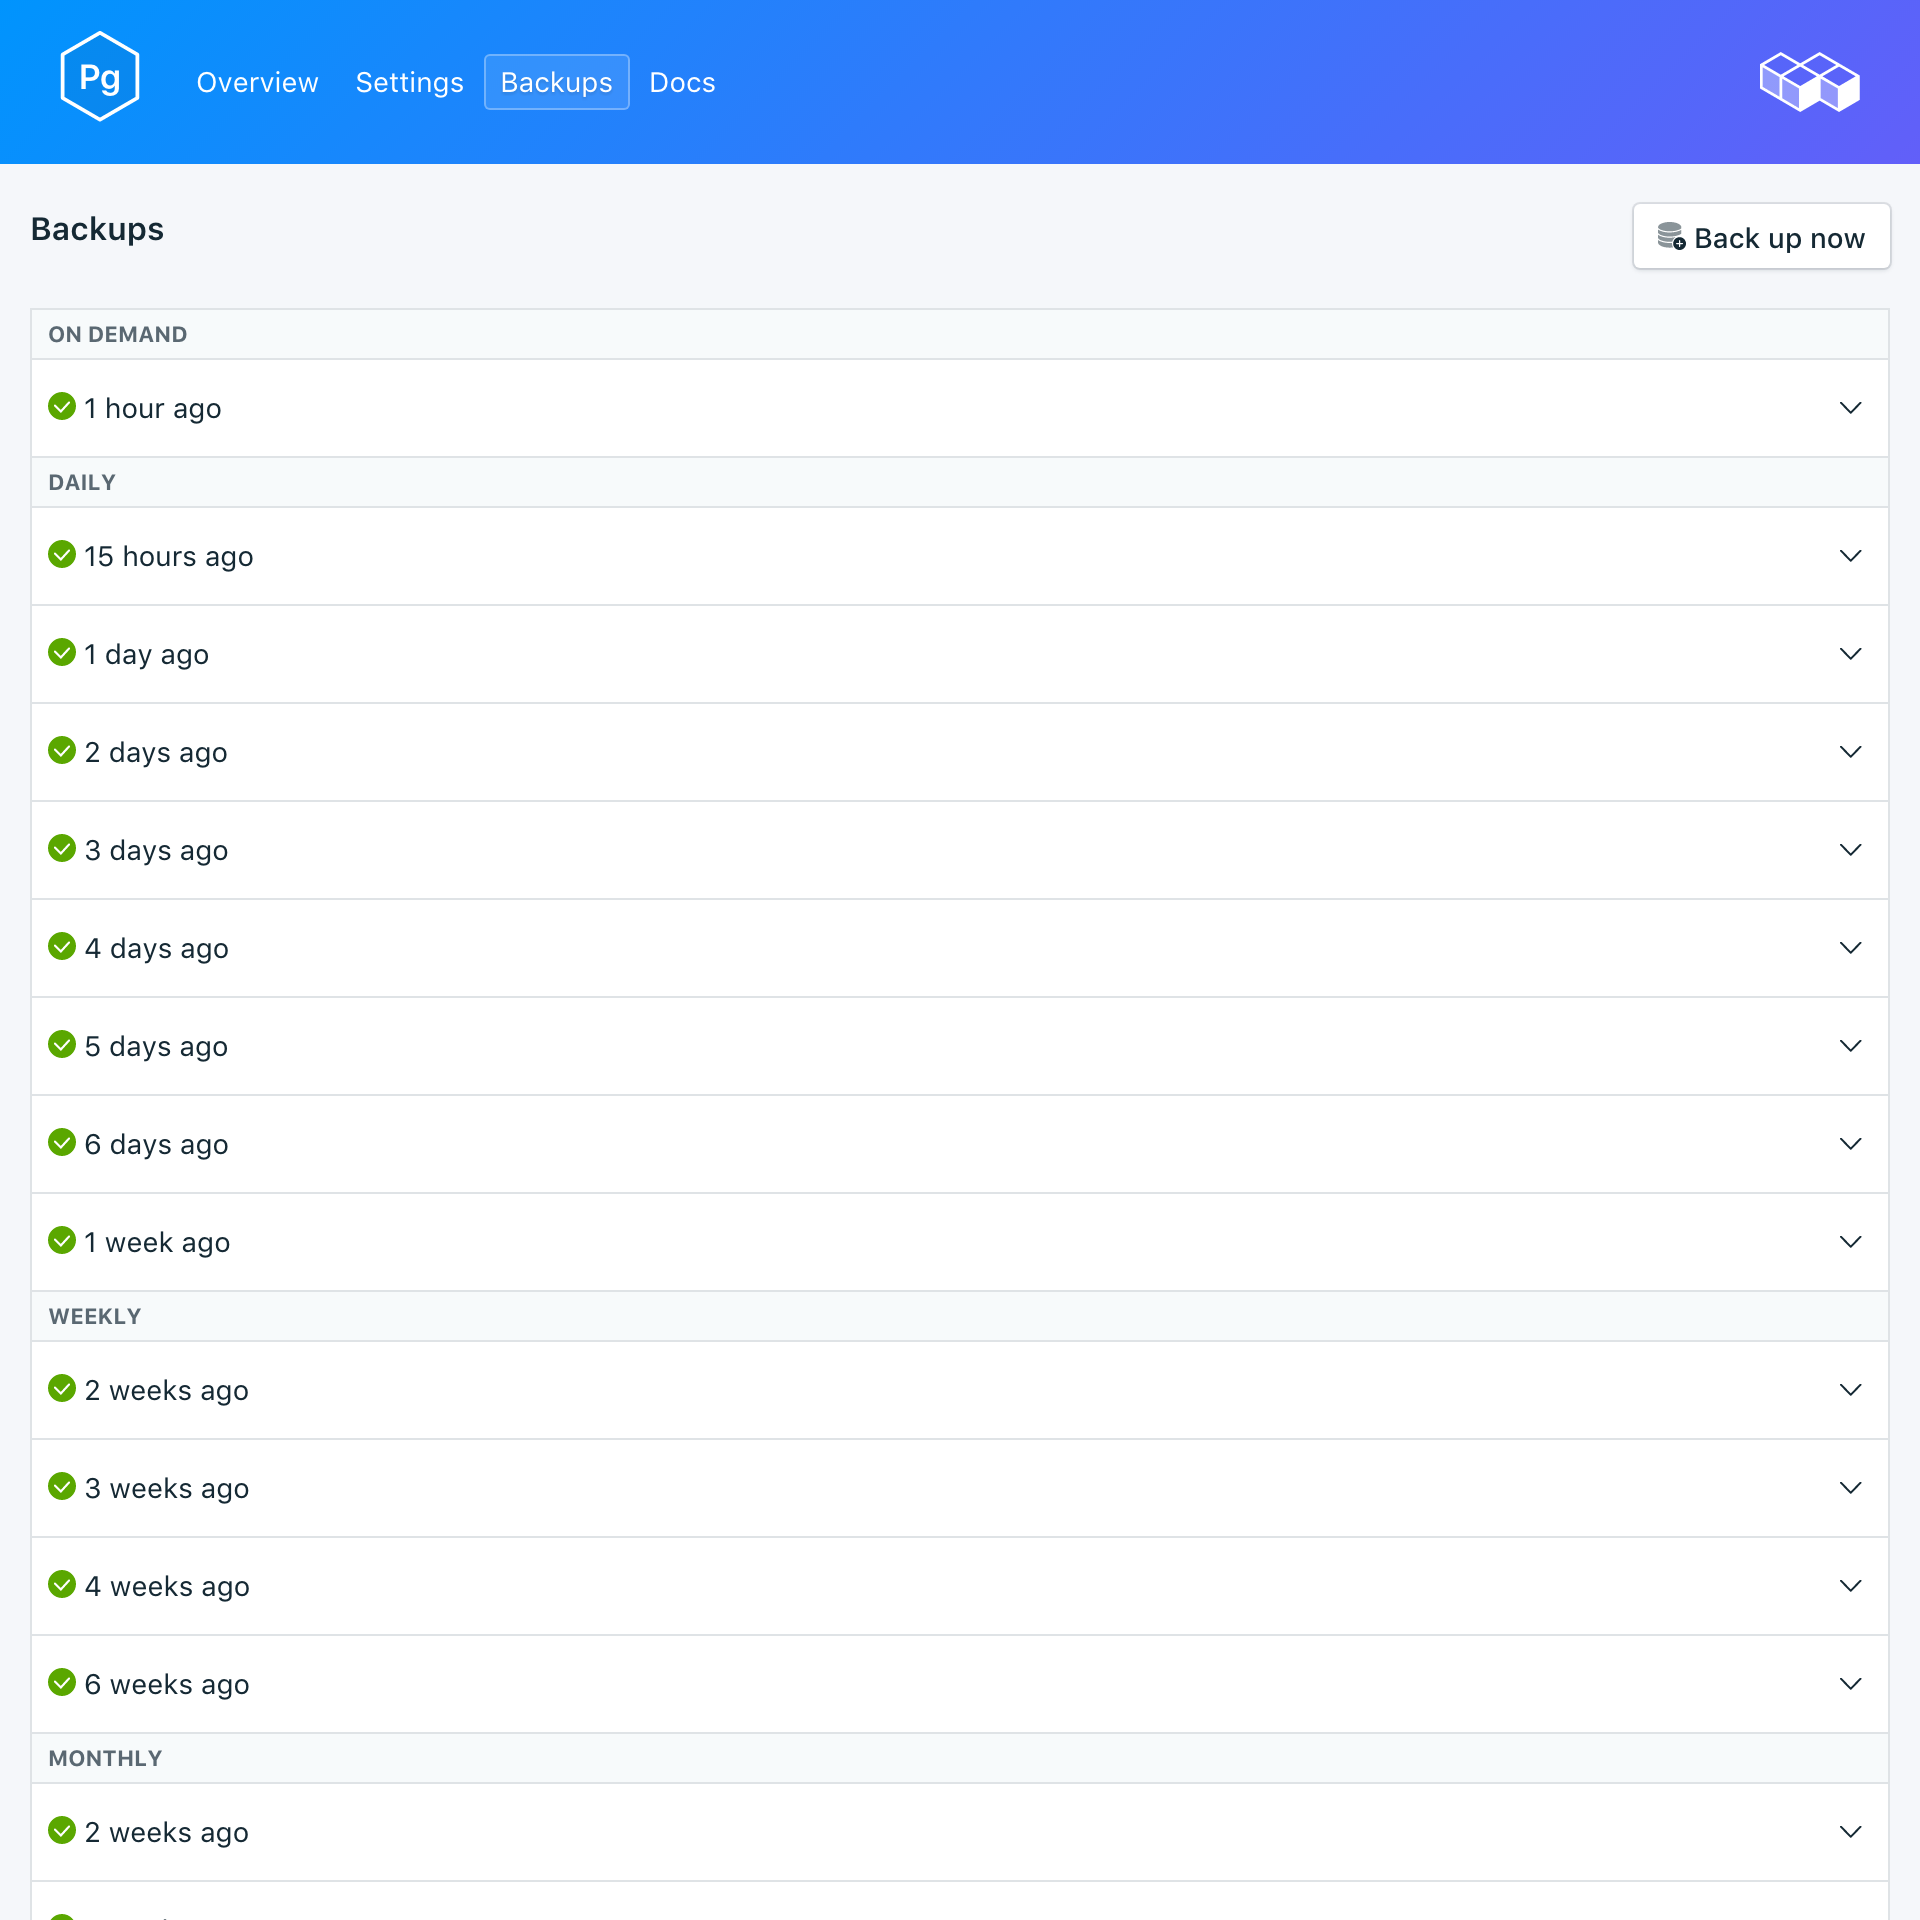 Pg
Overview Settings Backups Docs
Backups
Back up now
ON DEMAND
1 hour ago
DAILY
15 hours ago
1 day ago
2 days ago
3 days ago
4 days ago
5 days ago
6 days ago
1 week ago
WEEKLY
2 weeks ago
3 weeks ago
4 weeks ago
6 weeks ago
MONTHLY
2 weeks ago